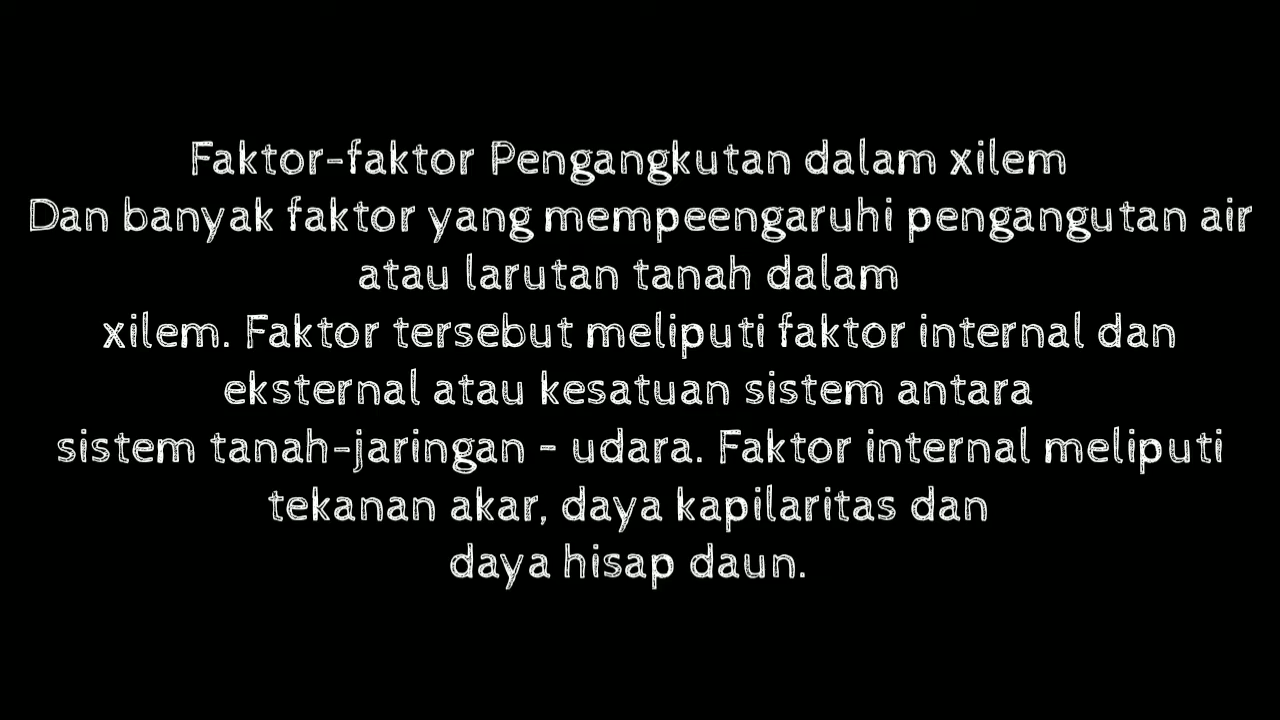 Faktor-faktor Pengangkutan dalam xilem
Dan banyak faktor yang mempeengaruhi pengangutan air
atau larutan tanah dalam
xilem. Faktor tersebut meliputi faktor internal dan
eksternal atau kesatuan sistem antara
sistem tanah-jaringan - udara. Faktor internal meliputi
tekanan akar, daya kapilaritas dan
daya hisap daun.